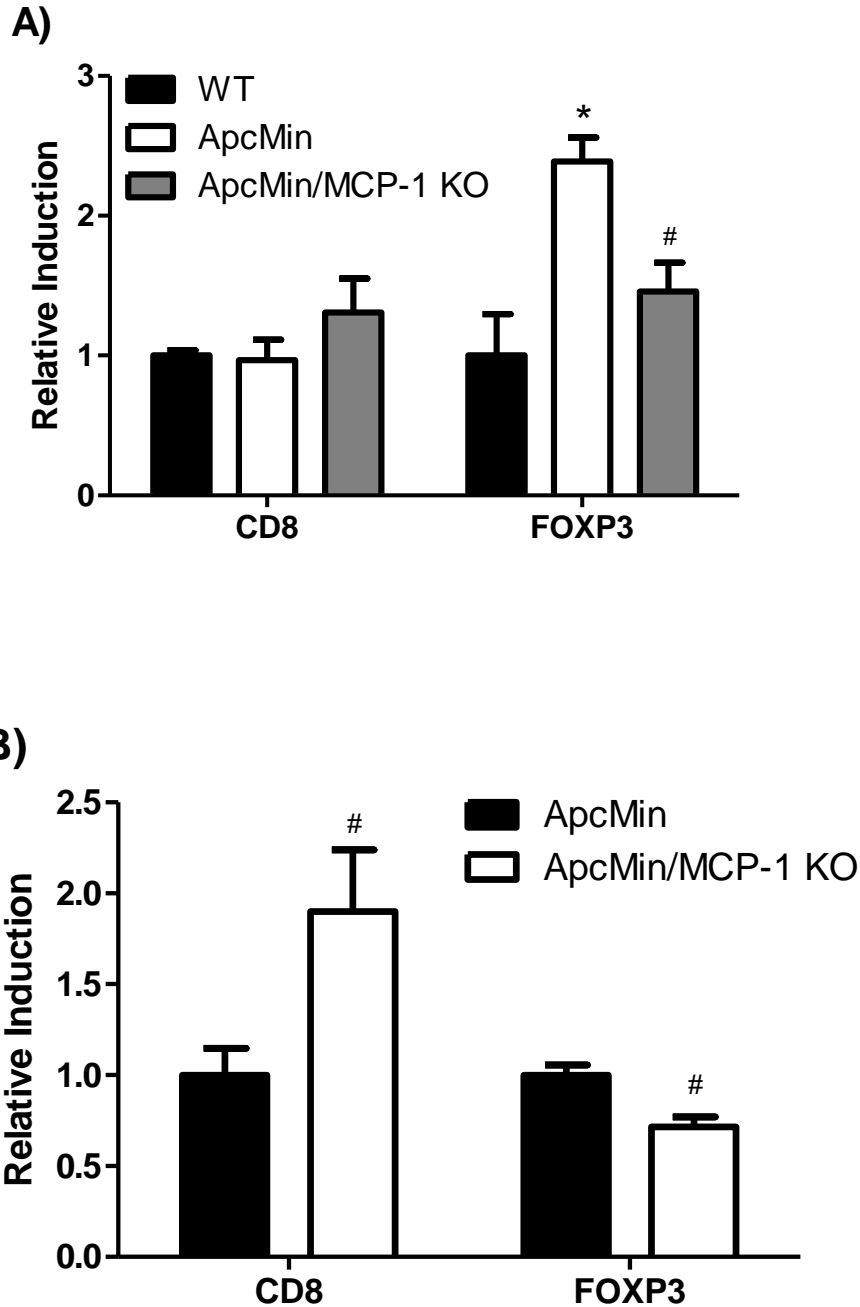 A)
Relative Induction
3
2
1
0
WT
ApcMin
ApcMin/MCP-1 KO
*
#
CD8
FOXP3
B)
Relative Induction
2.5
2.0
1.5
1.0
0.5
0.0
#
#
ApcMin
ApcMin/MCP-1 KO
CD8
FOXP3